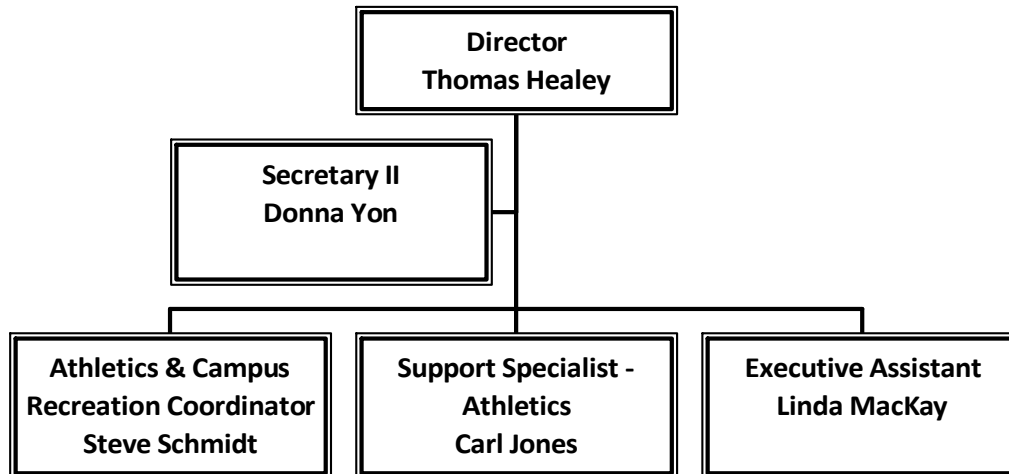 Director
Thomas Healey
Secretary II
Donna Yon
Athletics & Campus
Recreation Coordinator
Steve Schmidt
Support Specialist -
Athletics
Carl Jones
Executive Assistant
Linda MacKay